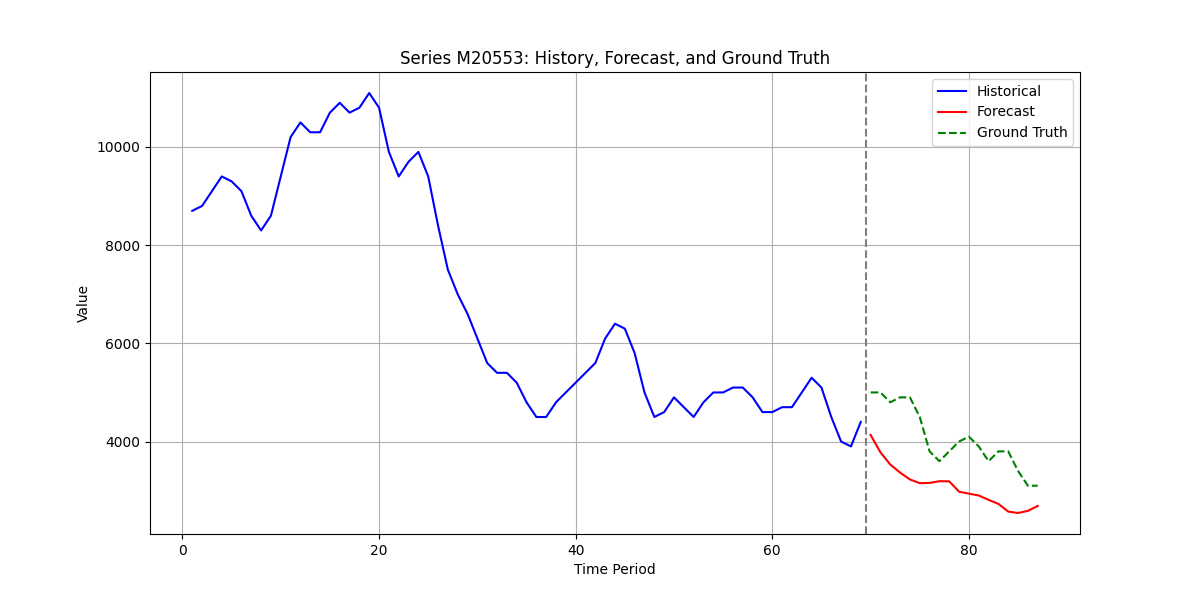 Series M20553: History, Forecast, and Ground Truth
Historical
Forecast
Ground Truth
10000
8000
6000
4000
Value
0
20
40
60
80
Time Period